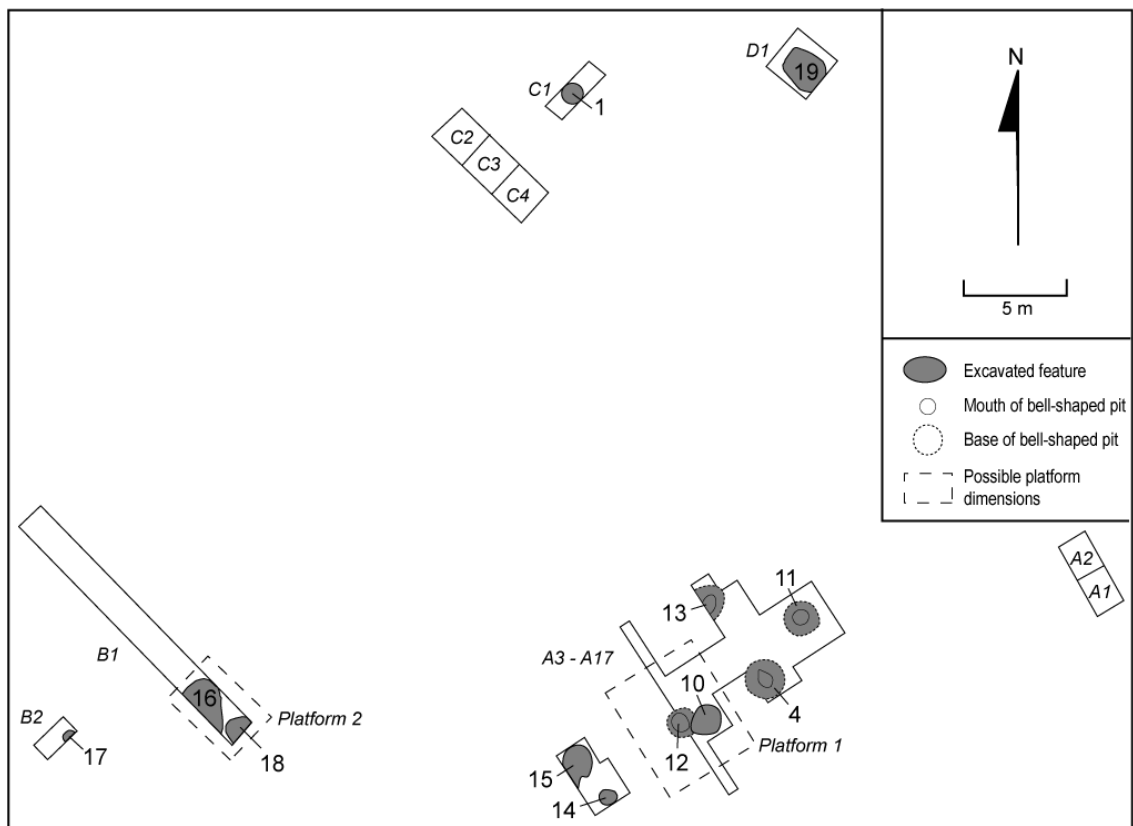 D1
19
C1
1
C2
C3
C4
N
5 m
Excavated feature
Mouth of bell-shaped pit
Base of bell-shaped pit
Possible platform
dimensions
A2
A1
11
13
A3 - A17
10
4
12
Platform 1
15
14
B1
16
Platform 2
18
B2
17